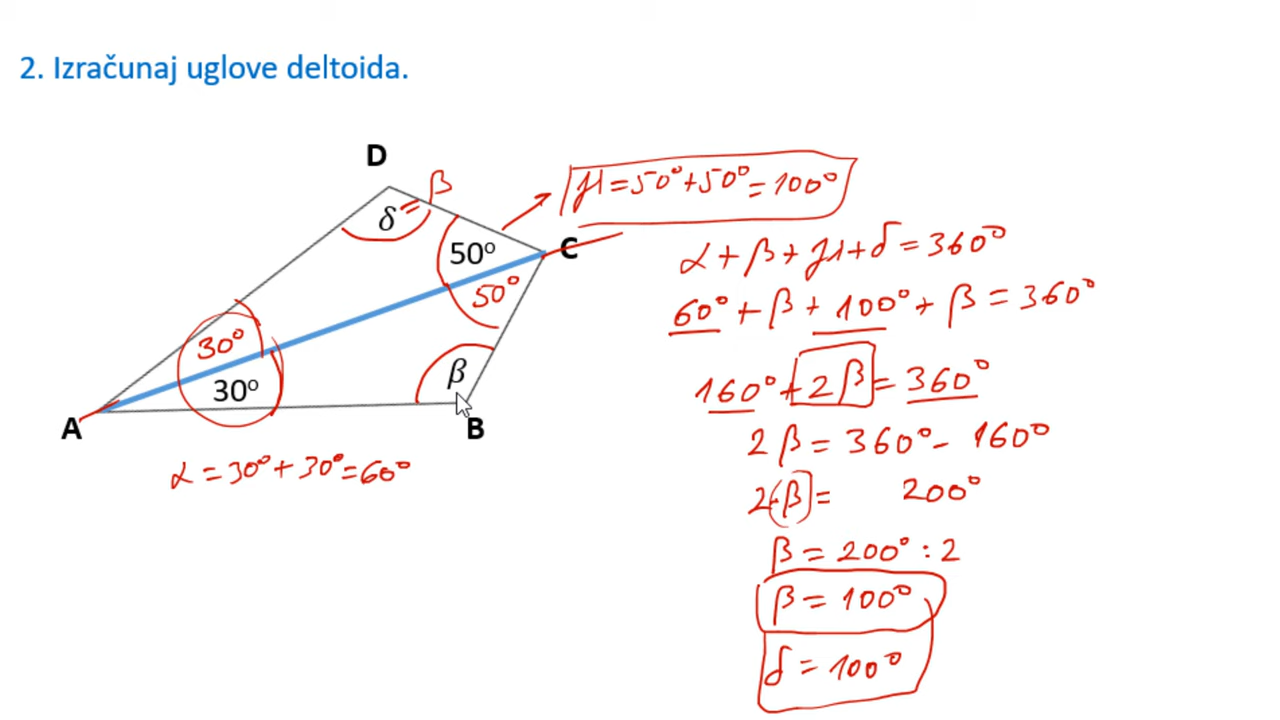 2. Izračunaj uglove deltoida.
D
δ = β
50°
C
γ = 50° + 50° = 100°
50°
30°
30°
β
A
B
α = 30° + 30° = 60°
α + β + γ + δ = 360°
60° + β + 100° + β = 360°
160° + 2β = 360°
2β = 360° - 160°
2·β = 200°
β = 200° : 2
β = 100°
δ = 100°